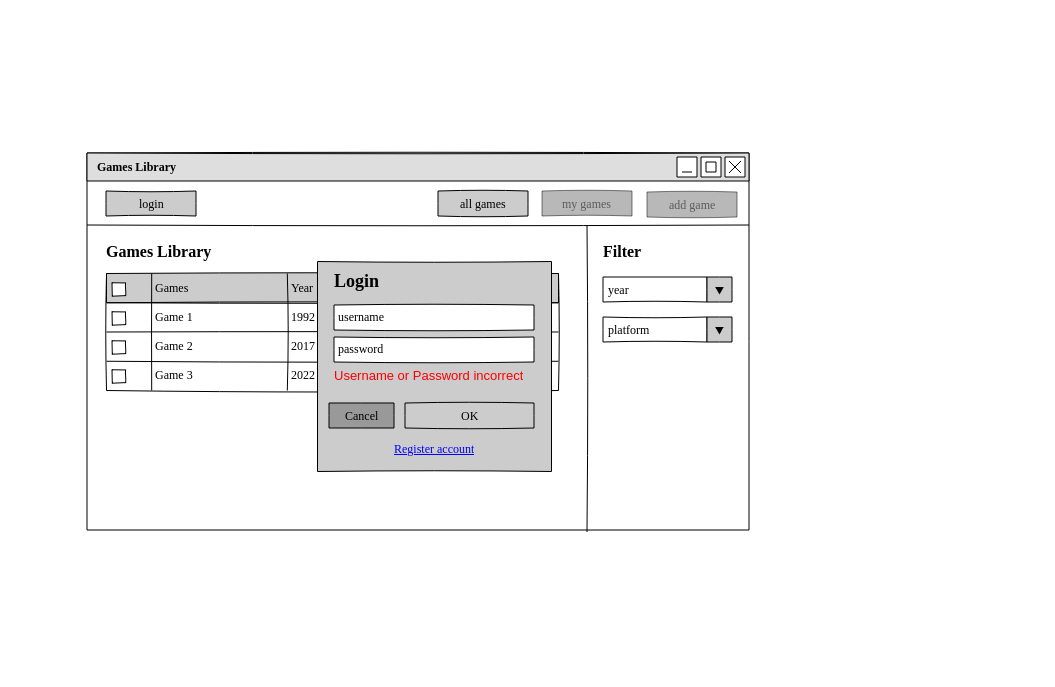 Games Library
login
all games
my games
add game
Games Library
Filter
Games
Year
Game 1
1992
Game 2
2017
Game 3
2022
Login
username
password
Username or Password incorrect
Cancel
OK
Register account
year
platform